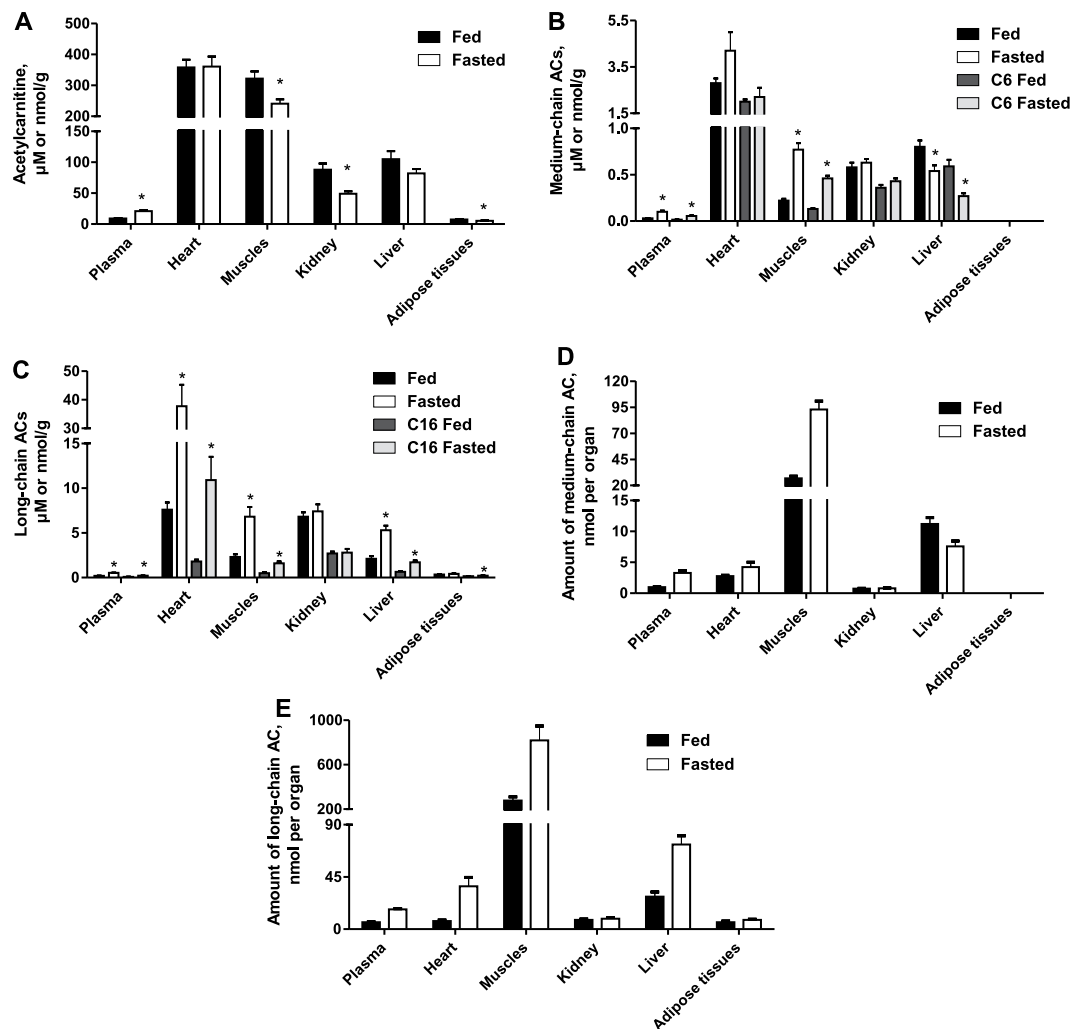 A
Acetylcarnitine,
µM or nmol/g
500
400
300
200
150
100
50
0
Fed
Fasted
*
*
*
*
Plasma
Heart
Muscles
Kidney
Liver
Adipose tissues
B
Medium-chain ACs,
µM or nmol/g
5.5
3.5
1.5
1.0
0.5
0.0
Fed
Fasted
C6 Fed
C6 Fasted
*
*
*
*
*
*
Plasma
Heart
Muscles
Kidney
Liver
Adipose tissues
C
Long-chain ACs
µM or nmol/g
50
40
30
15
10
5
0
Fed
Fasted
C16 Fed
C16 Fasted
*
*
*
*
*
*
*
*
*
Plasma
Heart
Muscles
Kidney
Liver
Adipose tissues
D
Amount of medium-chain AC,
nmol per organ
120
95
70
45
20
15
10
5
0
Fed
Fasted
Plasma
Heart
Muscles
Kidney
Liver
Adipose tissues
E
Amount of long-chain AC,
nmol per organ
1000
600
200
90
45
0
Fed
Fasted
Plasma
Heart
Muscles
Kidney
Liver
Adipose tissues